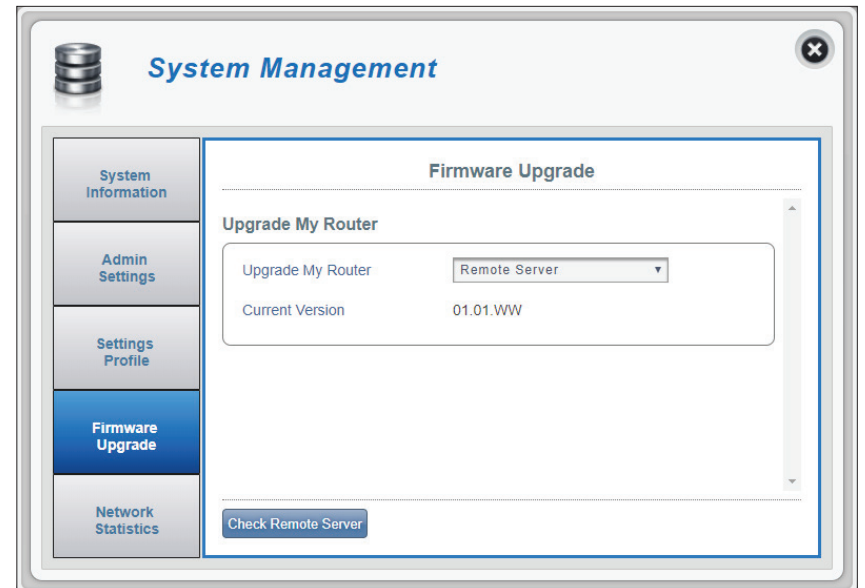 System Management
System
Information
Admin
Settings
Settings
Profile
Firmware
Upgrade
Network
Statistics
Firmware Upgrade
Upgrade My Router
Upgrade My Router Remote Server
Current Version 01.01.WW
Check Remote Server